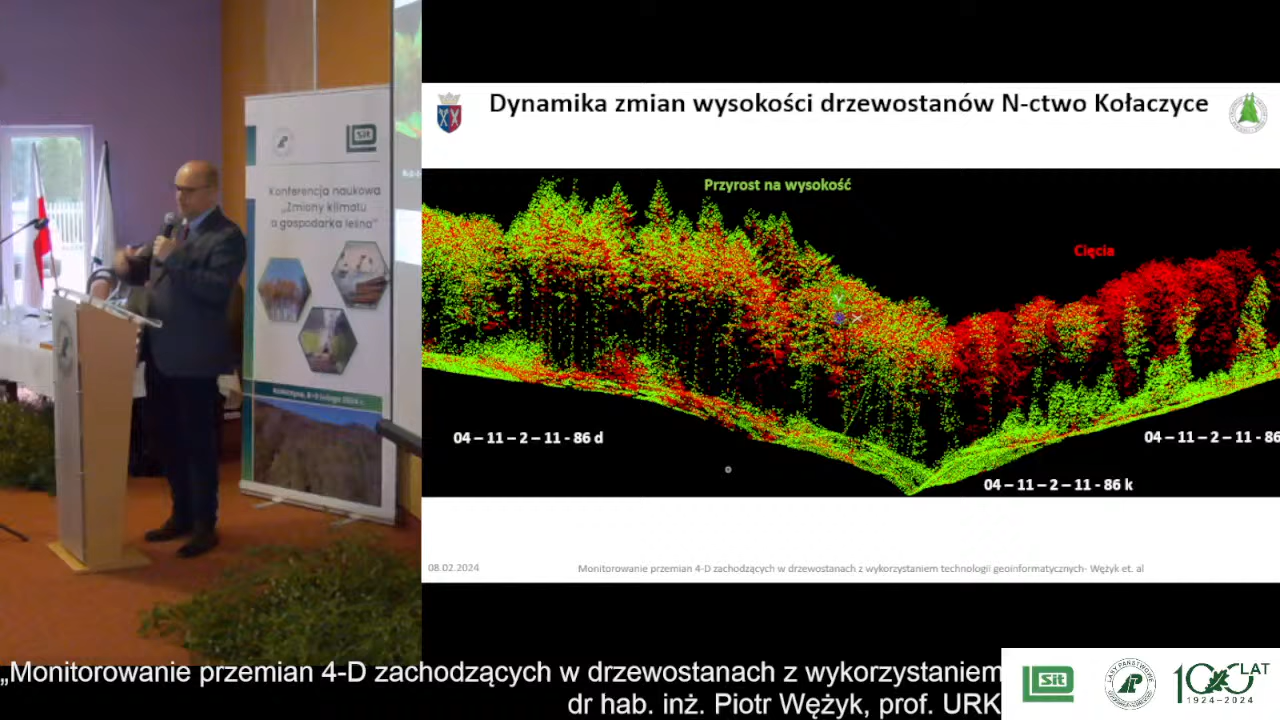 Sit
Konferencja naukowa
„Zmiany klimatu
a gospodarka leśna"
Dynamika zmian wysokości drzewostanów N-ctwo Kołaczyce
Przyrost na wysokość
Cięcia
04 – 11 – 2 – 11 - 86 d
04 – 11 – 2 – 11 - 86
04 – 11 – 2 – 11 - 86 k
08.02.2024
Monitorowanie przemian 4-D zachodzących w drzewostanach z wykorzystaniem technologii geoinformatycznych- Wężyk et. al
„Monitorowanie przemian 4-D zachodzących w drzewostanach z wykorzystaniem
dr hab. inż. Piotr Wężyk, prof. URK
Sit
100 LAT
1924–2024